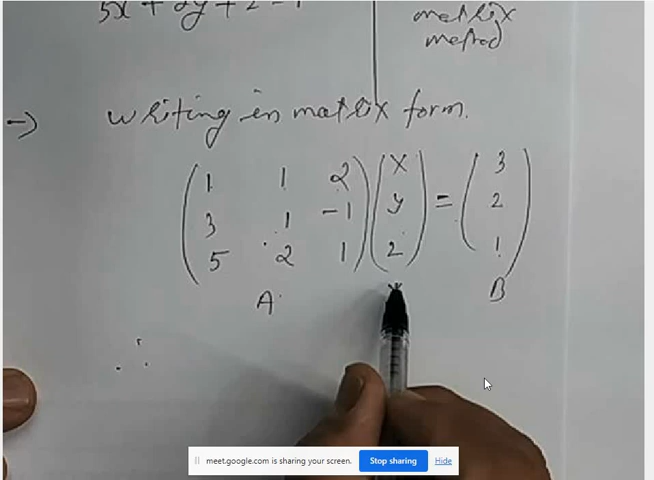 5x + 2y + z = 1
matrix
method
→ writing in matrix form.
( 1 1 2 ) ( x ) = ( 3 )
( 3 1 -1 ) ( y ) ( 2 )
( 5 2 1 ) ( z ) ( 1 )
A B
∴
meet.google.com is sharing your screen. Stop sharing Hide